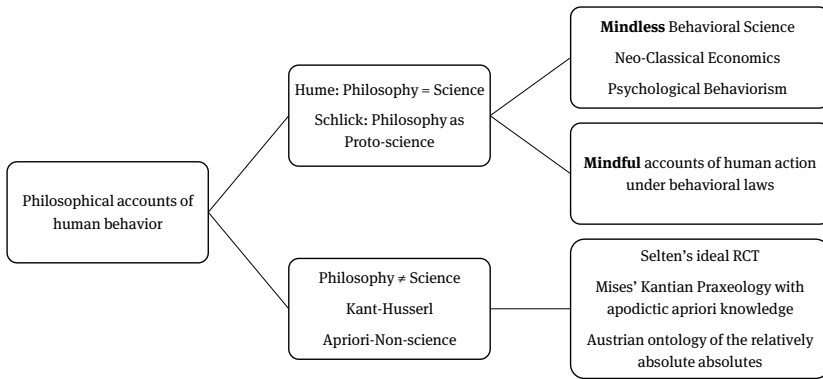 Philosophical accounts of
human behavior
Hume: Philosophy = Science
Schlick: Philosophy as
Proto-science
Mindless Behavioral Science
Neo-Classical Economics
Psychological Behaviorism
Mindful accounts of human action
under behavioral laws
Philosophy ≠ Science
Kant-Husserl
Apriori-Non-science
Selten's ideal RCT
Mises' Kantian Praxeology with
apodictic apriori knowledge
Austrian ontology of the relatively
absolute absolutes